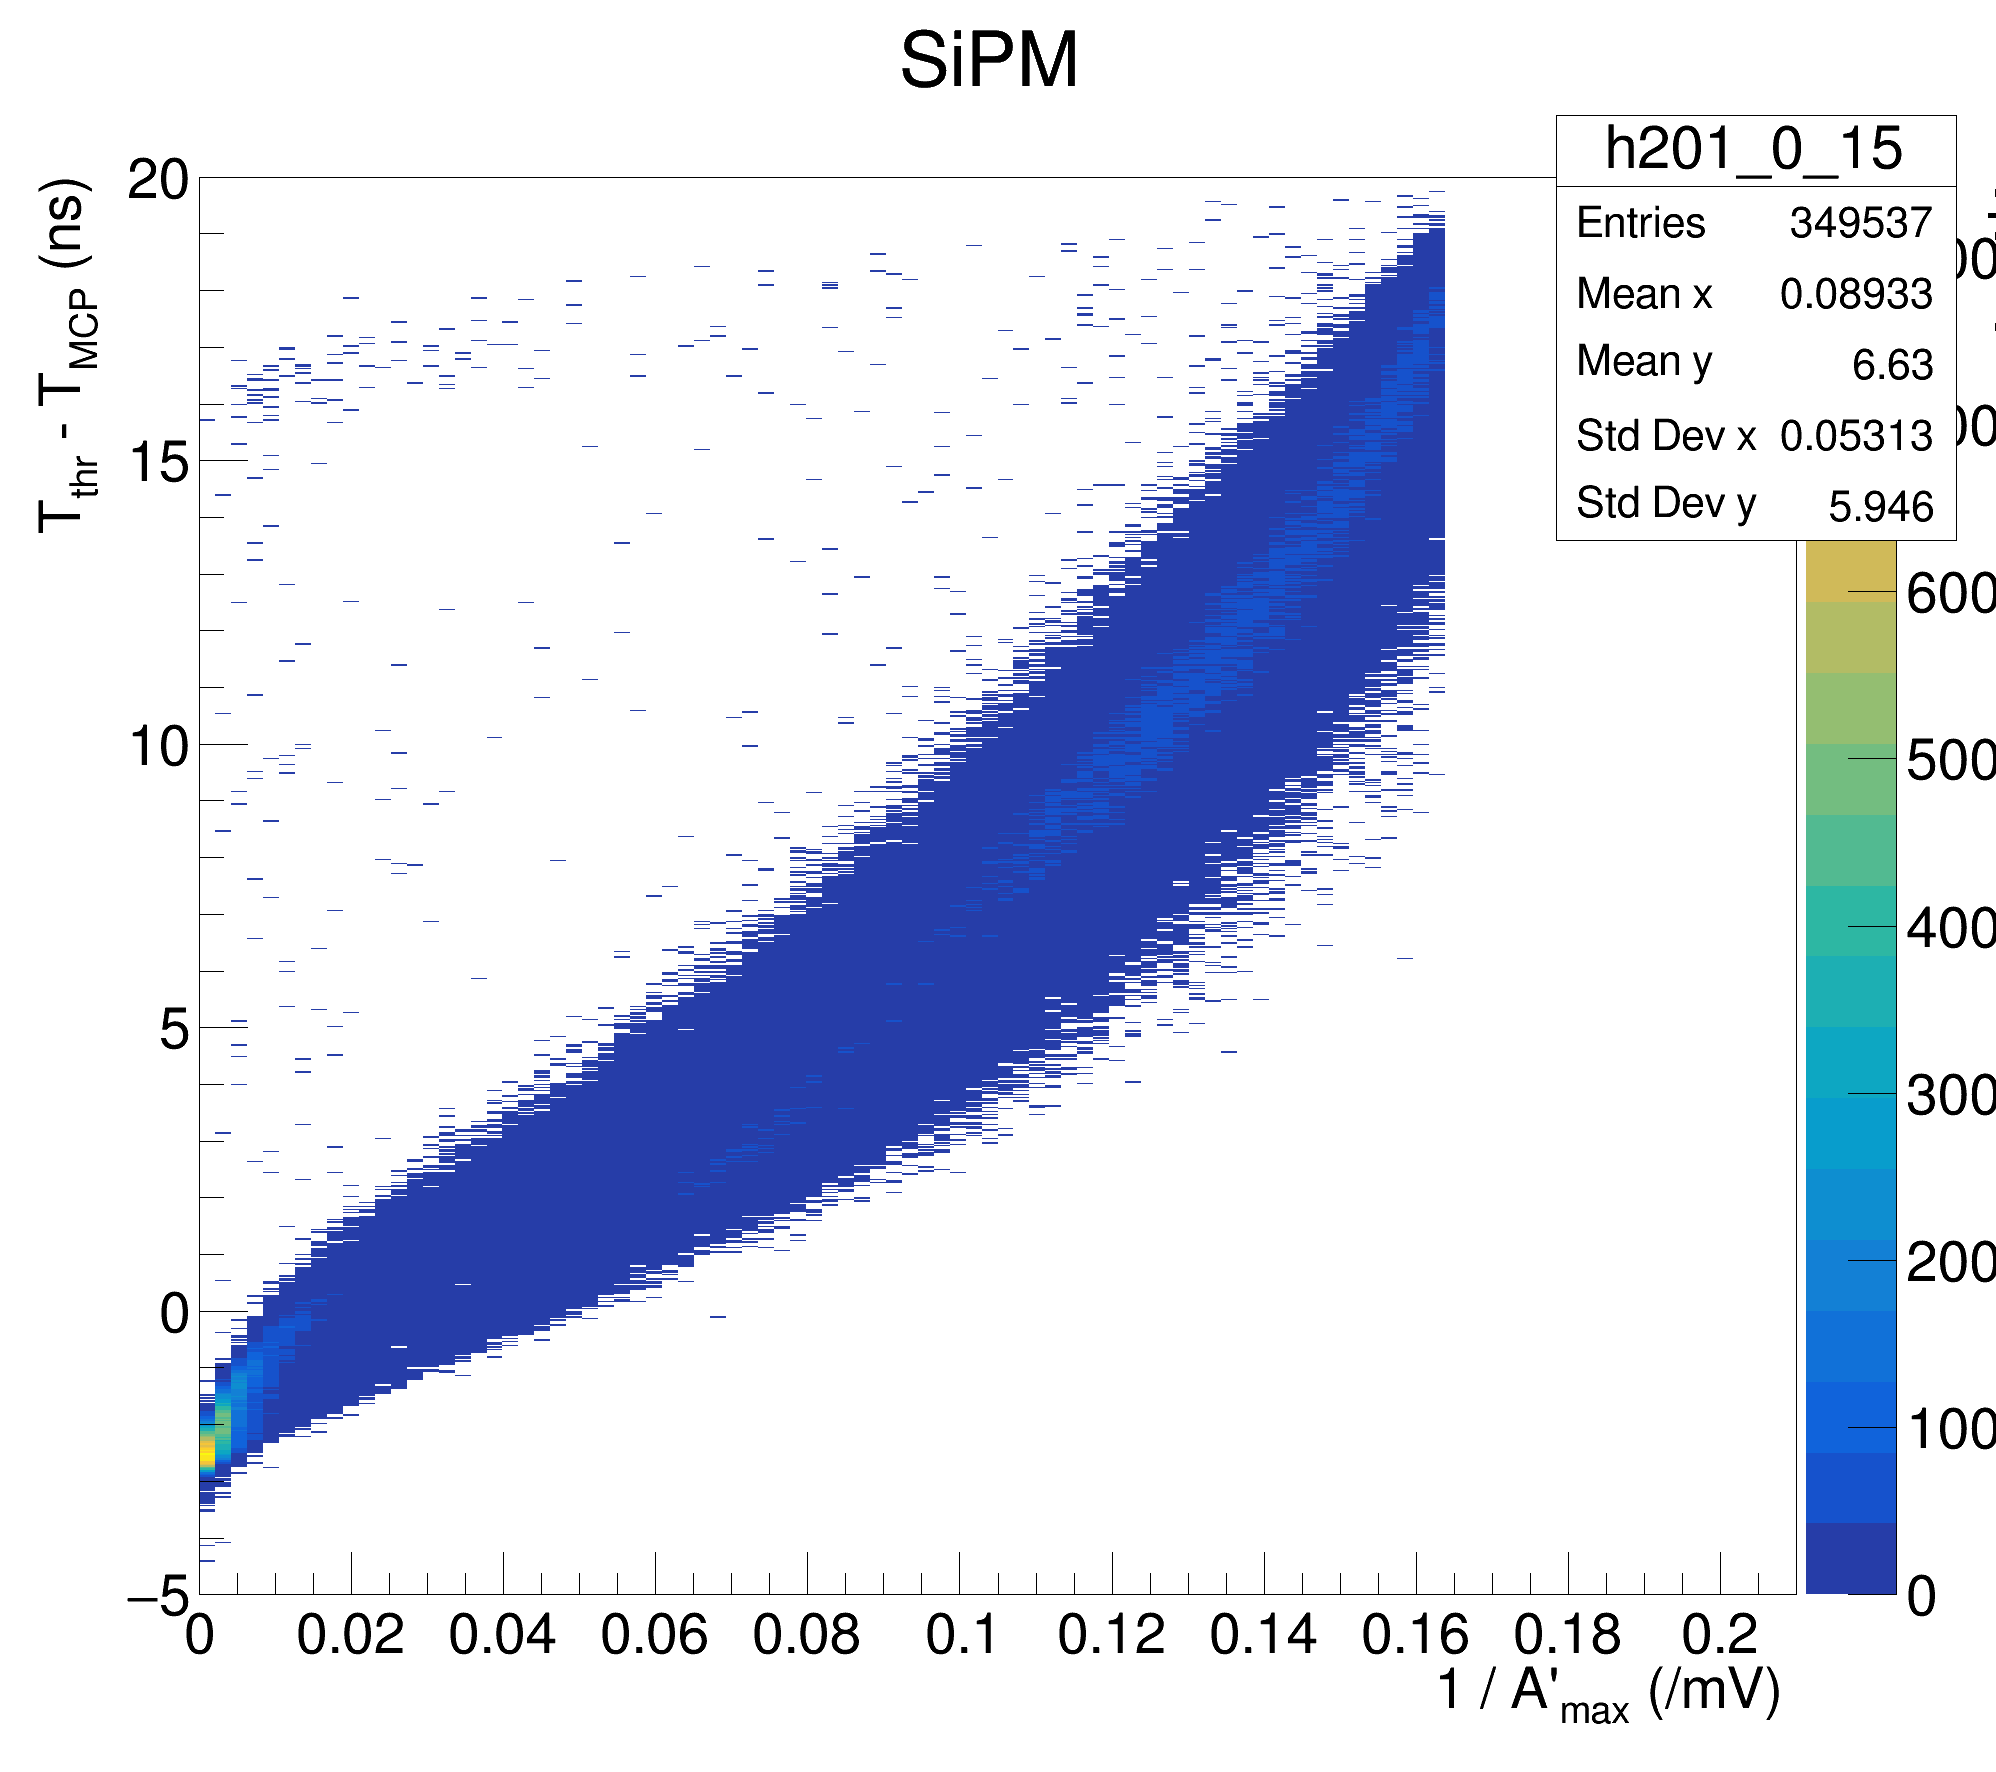 SiPM
h201_0_15
Entries 349537
Mean x 0.08933
Mean y 6.63
Std Dev x 0.05313
Std Dev y 5.946
T_thr - T_MCP (ns)
20
15
10
5
0
−5
0 0.02 0.04 0.06 0.08 0.1 0.12 0.14 0.16 0.18 0.2
1 / A'_max (/mV)
600
500
400
300
200
100
0